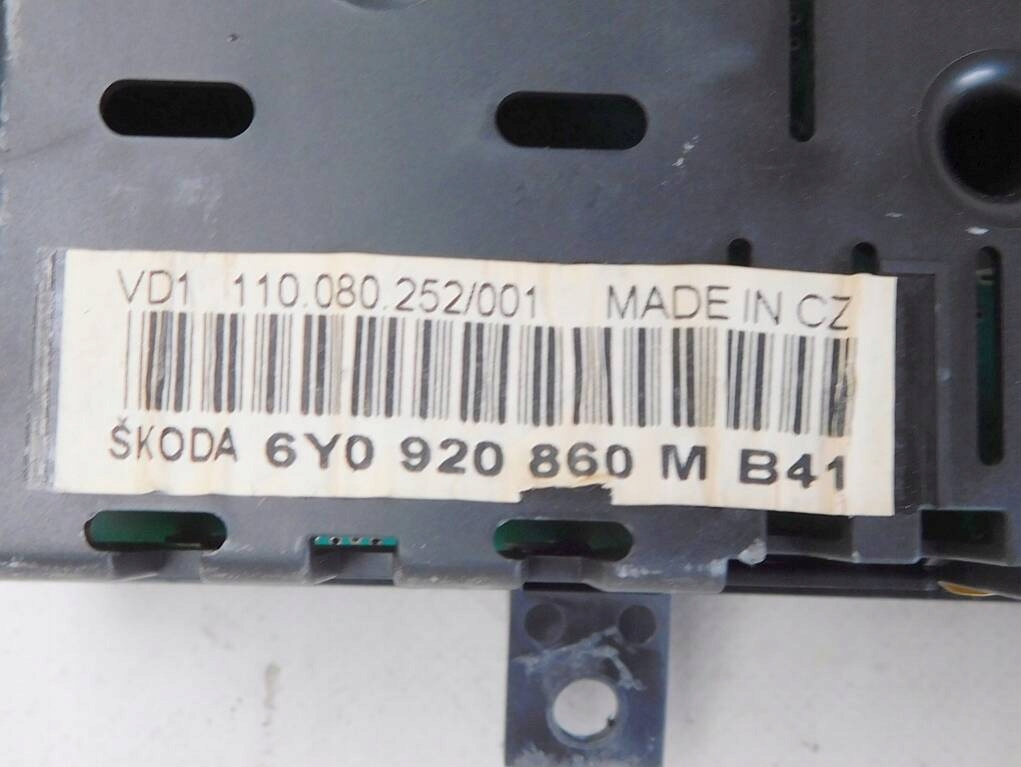 VD1 110.080.252/001 MADE IN CZ
ŠKODA 6Y0 920 860 M B41